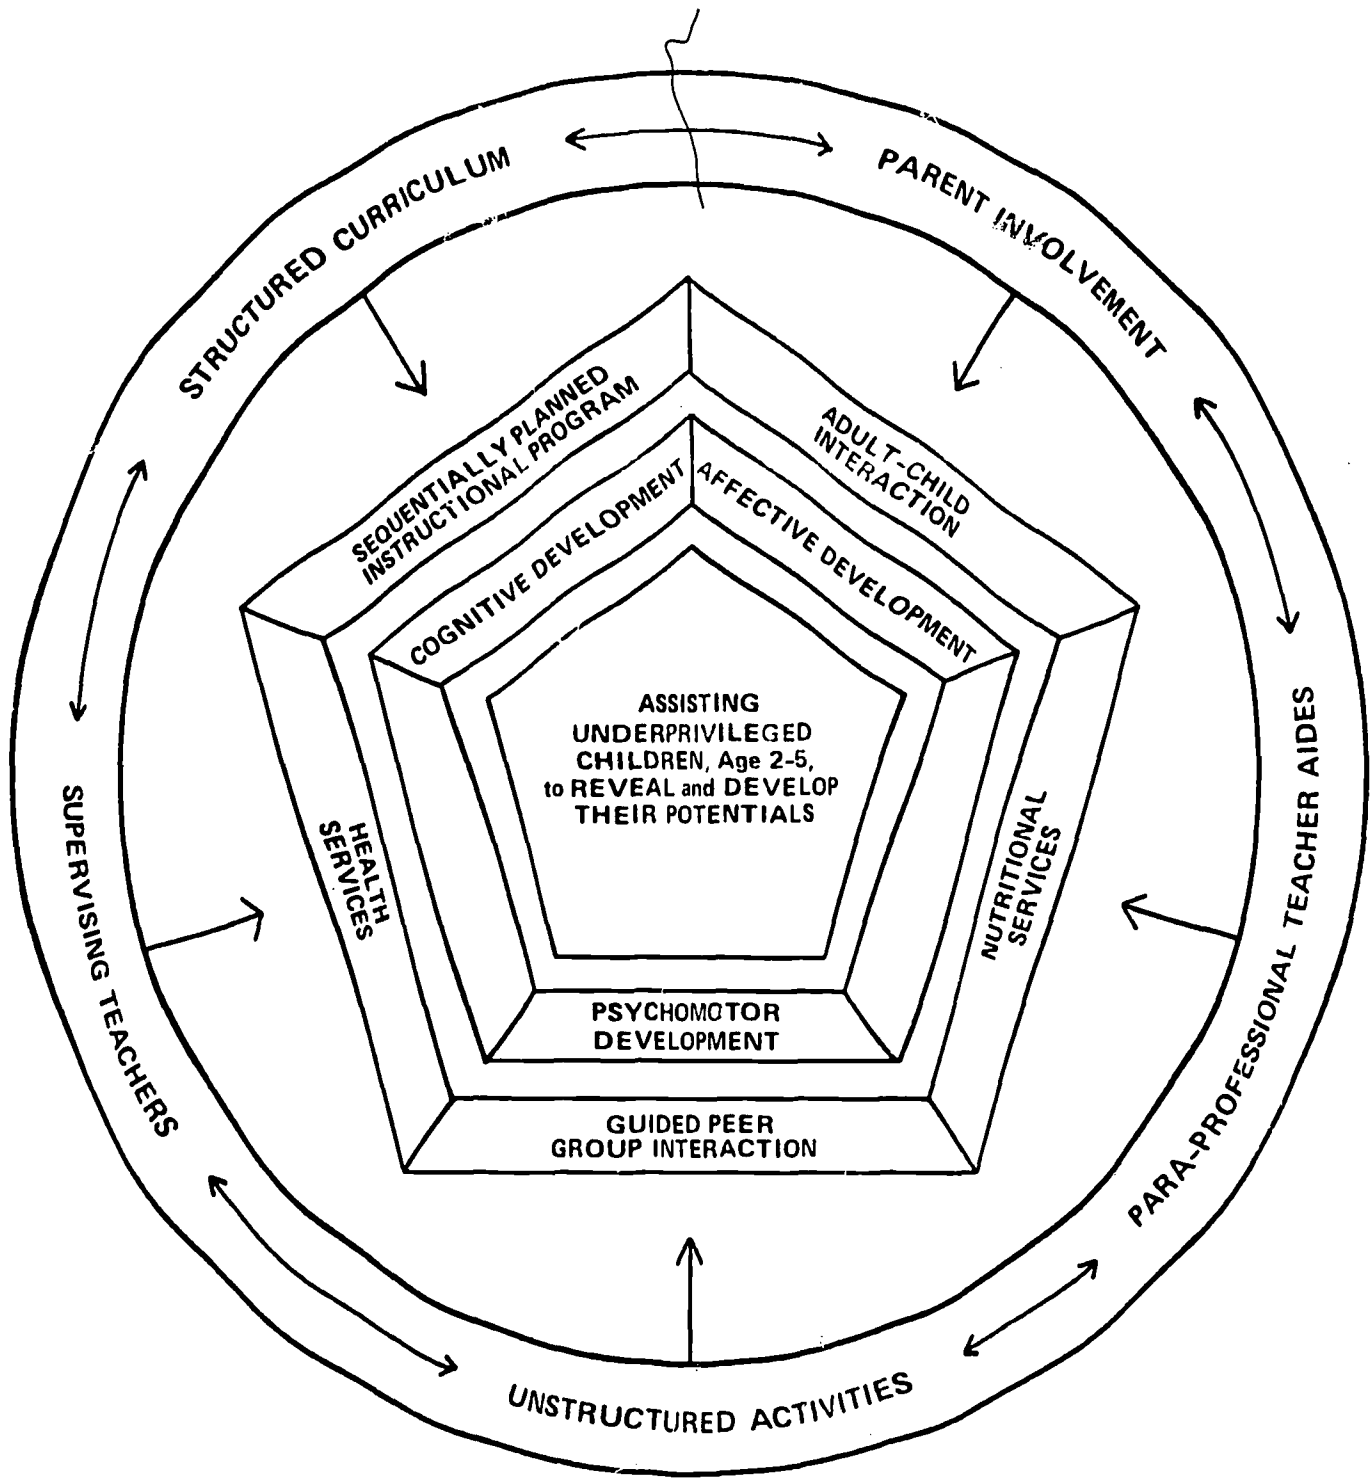 STRUCTURED CURRICULUM
PARENT INVOLVEMENT
SEQUENTIALLY PLANNED
INSTRUCTIONAL PROGRAM
ADULT-CHILD
INTERACTION
COGNITIVE DEVELOPMENT
AFFECTIVE DEVELOPMENT
ASSISTING
UNDERPRIVILEGED
CHILDREN, Age 2-5,
to REVEAL and DEVELOP
THEIR POTENTIALS
HEALTH
SERVICES
NUTRITIONAL
SERVICES
SUPERVISING TEACHERS
PARA-PROFESSIONAL TEACHER AIDES
PSYCHOMOTOR
DEVELOPMENT
GUIDED PEER
GROUP INTERACTION
UNSTRUCTURED ACTIVITIES